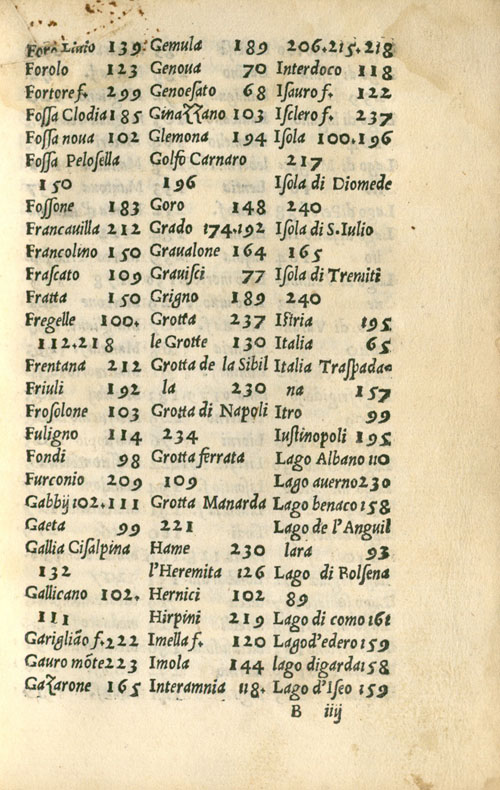 Foro Liuio 139.
Forolo 123
Fortore f. 299
Foſſa Clodia 185
Foſſa noua 102
Foſſa Peloſella
150
Foſſone 183
Francauilla 212
Francolino 150
Fraſcato 109
Fratta 150
Fregelle 100.
112.218
Frentana 212
Friuli 192
Froſolone 103
Fuligno 114
Fondi 98
Furconio 209
Gabbij 102.111
Gaeta 99
Gallia Ciſalpina
132
Gallicano 102.
111
Garigliāo f. 222
Gauro mōte 223
Gazarone 165
Gemula 189
Genoua 70
Genoeſato 68
Ginazzano 103
Glemona 194
Golfo Carnaro
196
Goro 148
Grado 174.192
Graualone 164
Grauiſci 77
Grigno 189
Grotta 237
le Grotte 130
Grotta de la Sibil
la 230
Grotta di Napoli
234
Grotta ferrata
109
Grotta Manarda
221
Hame 230
l'Heremita 126
Hernici 102
Hirpini 219
Imella f. 120
Imola 144
Interamnia 118.
206.215.218
Interdoco 118
Iſauro f. 122
Iſclero f. 237
Iſola 100.196
217
Iſola di Diomede
240
Iſola di S. Iulio
165
Iſola di Tremiti
240
Iſtria 195
Italia 65
Italia Traſpada-
na 157
Itro 99
Iuſtinopoli 195
Lago Albano 110
Lago auerno 230
Lago benaco 158
Lago de l'Anguil
lara 93
Lago di Bolſena
89
Lago di como 161
Lago d'edero 159
lago di garda 158
Lago d'Iſeo 159
B iiij